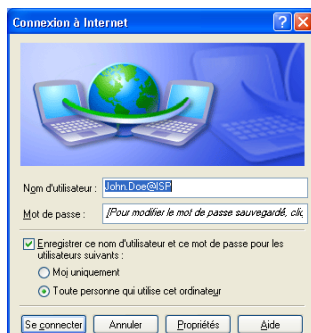 Connexion à Internet
Nom d'utilisateur : John.Doe@ISP
Mot de passe : [Pour modifier le mot de passe sauvegardé, clic
Enregistrer ce nom d'utilisateur et ce mot de passe pour les
utilisateurs suivants :
Moi uniquement
Toute personne qui utilise cet ordinateur
Se connecter Annuler Propriétés Aide